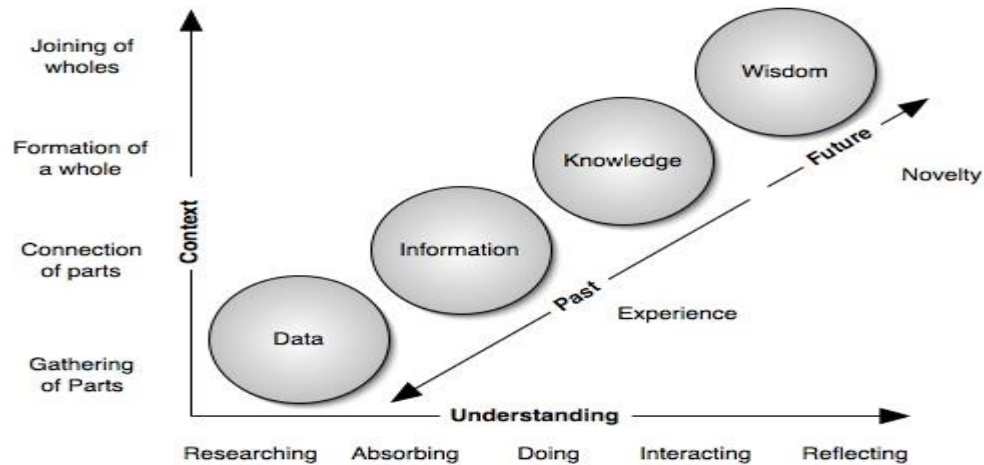 Joining of
wholes
Wisdom
Formation of
a whole
Knowledge
Future
Novelty
Context
Connection
of parts
Information
Past
Experience
Data
Gathering
of Parts
Understanding
Researching Absorbing Doing Interacting Reflecting